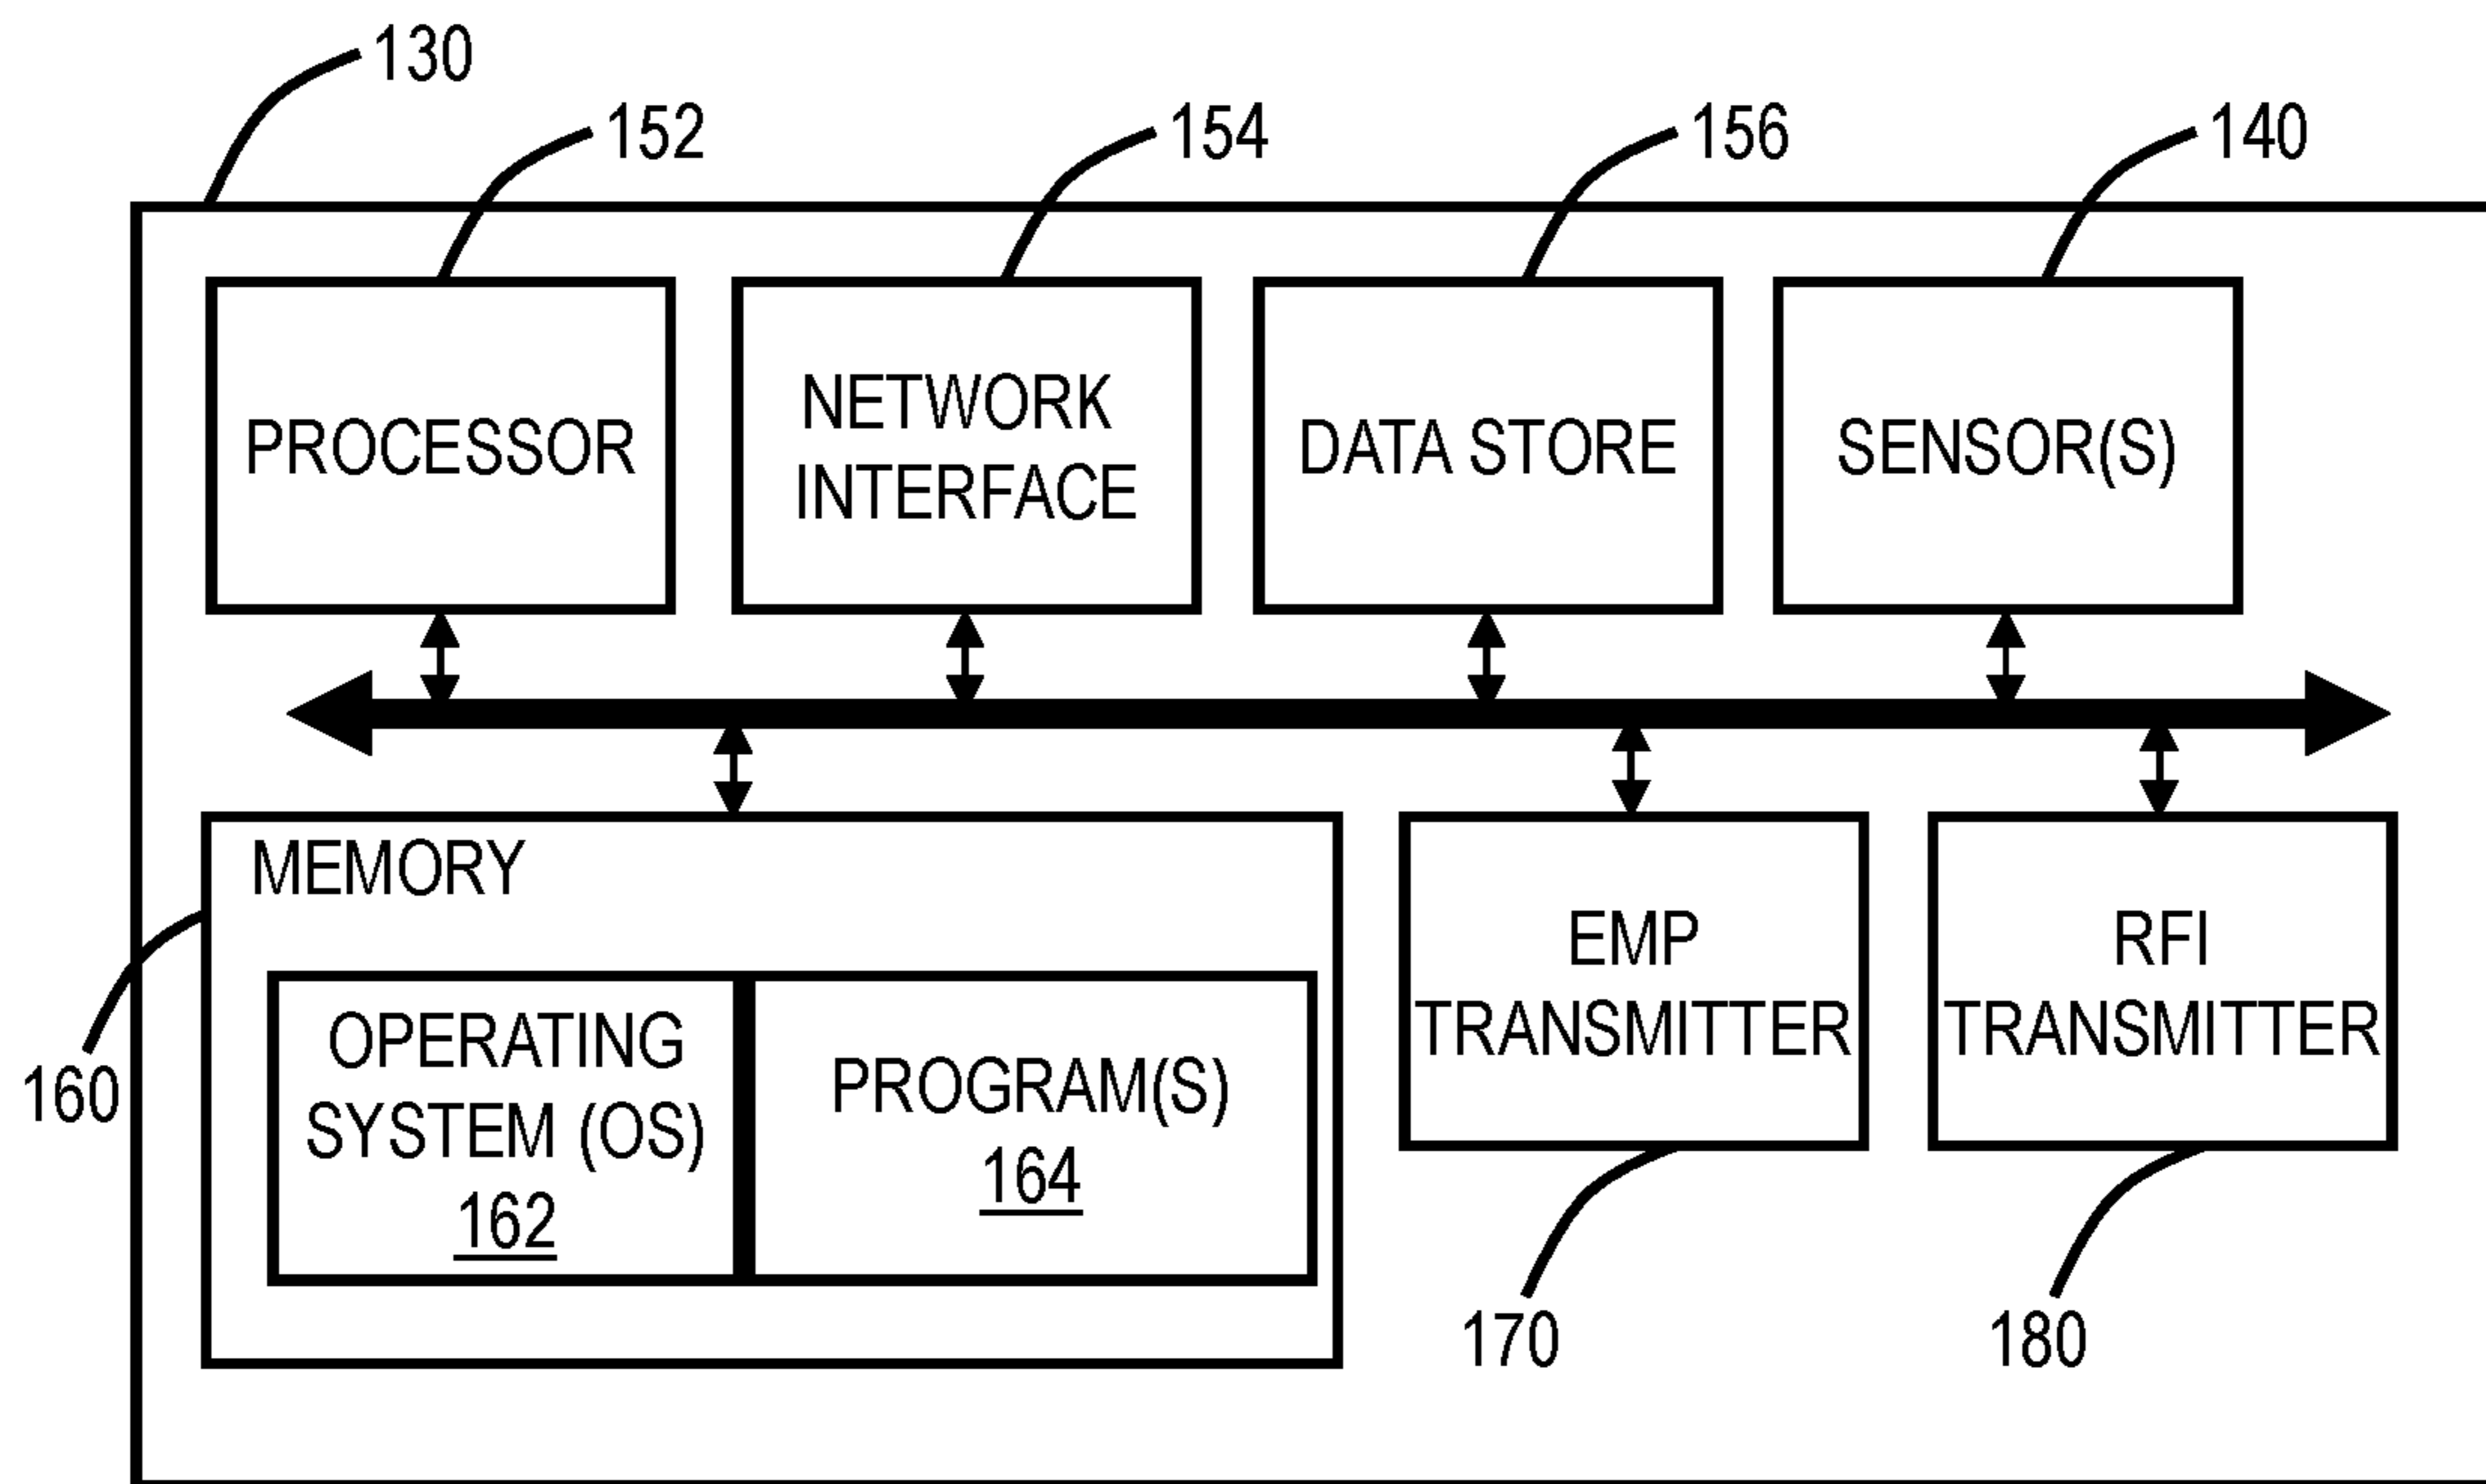 130
152
154
156
140
PROCESSOR
NETWORK
INTERFACE
DATA STORE
SENSOR(S)
MEMORY
OPERATING
SYSTEM (OS)
162
PROGRAM(S)
164
EMP
TRANSMITTER
RFI
TRANSMITTER
160
170
180